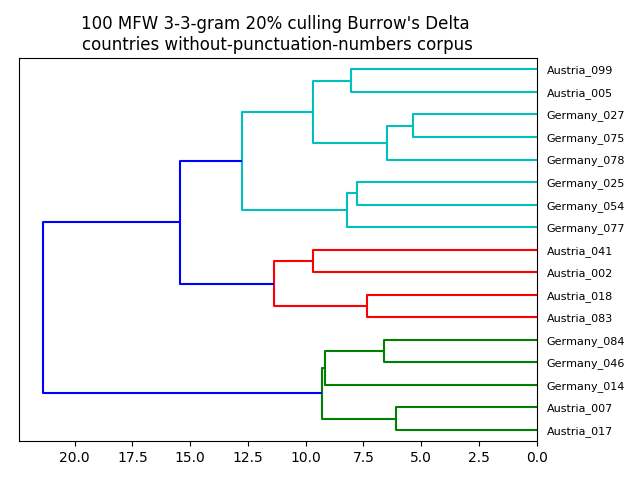 100 MFW 3-3-gram 20% culling Burrow's Delta
countries without-punctuation-numbers corpus
Austria_099
Austria_005
Germany_027
Germany_075
Germany_078
Germany_025
Germany_054
Germany_077
Austria_041
Austria_002
Austria_018
Austria_083
Germany_084
Germany_046
Germany_014
Austria_007
Austria_017
20.0 17.5 15.0 12.5 10.0 7.5 5.0 2.5 0.0